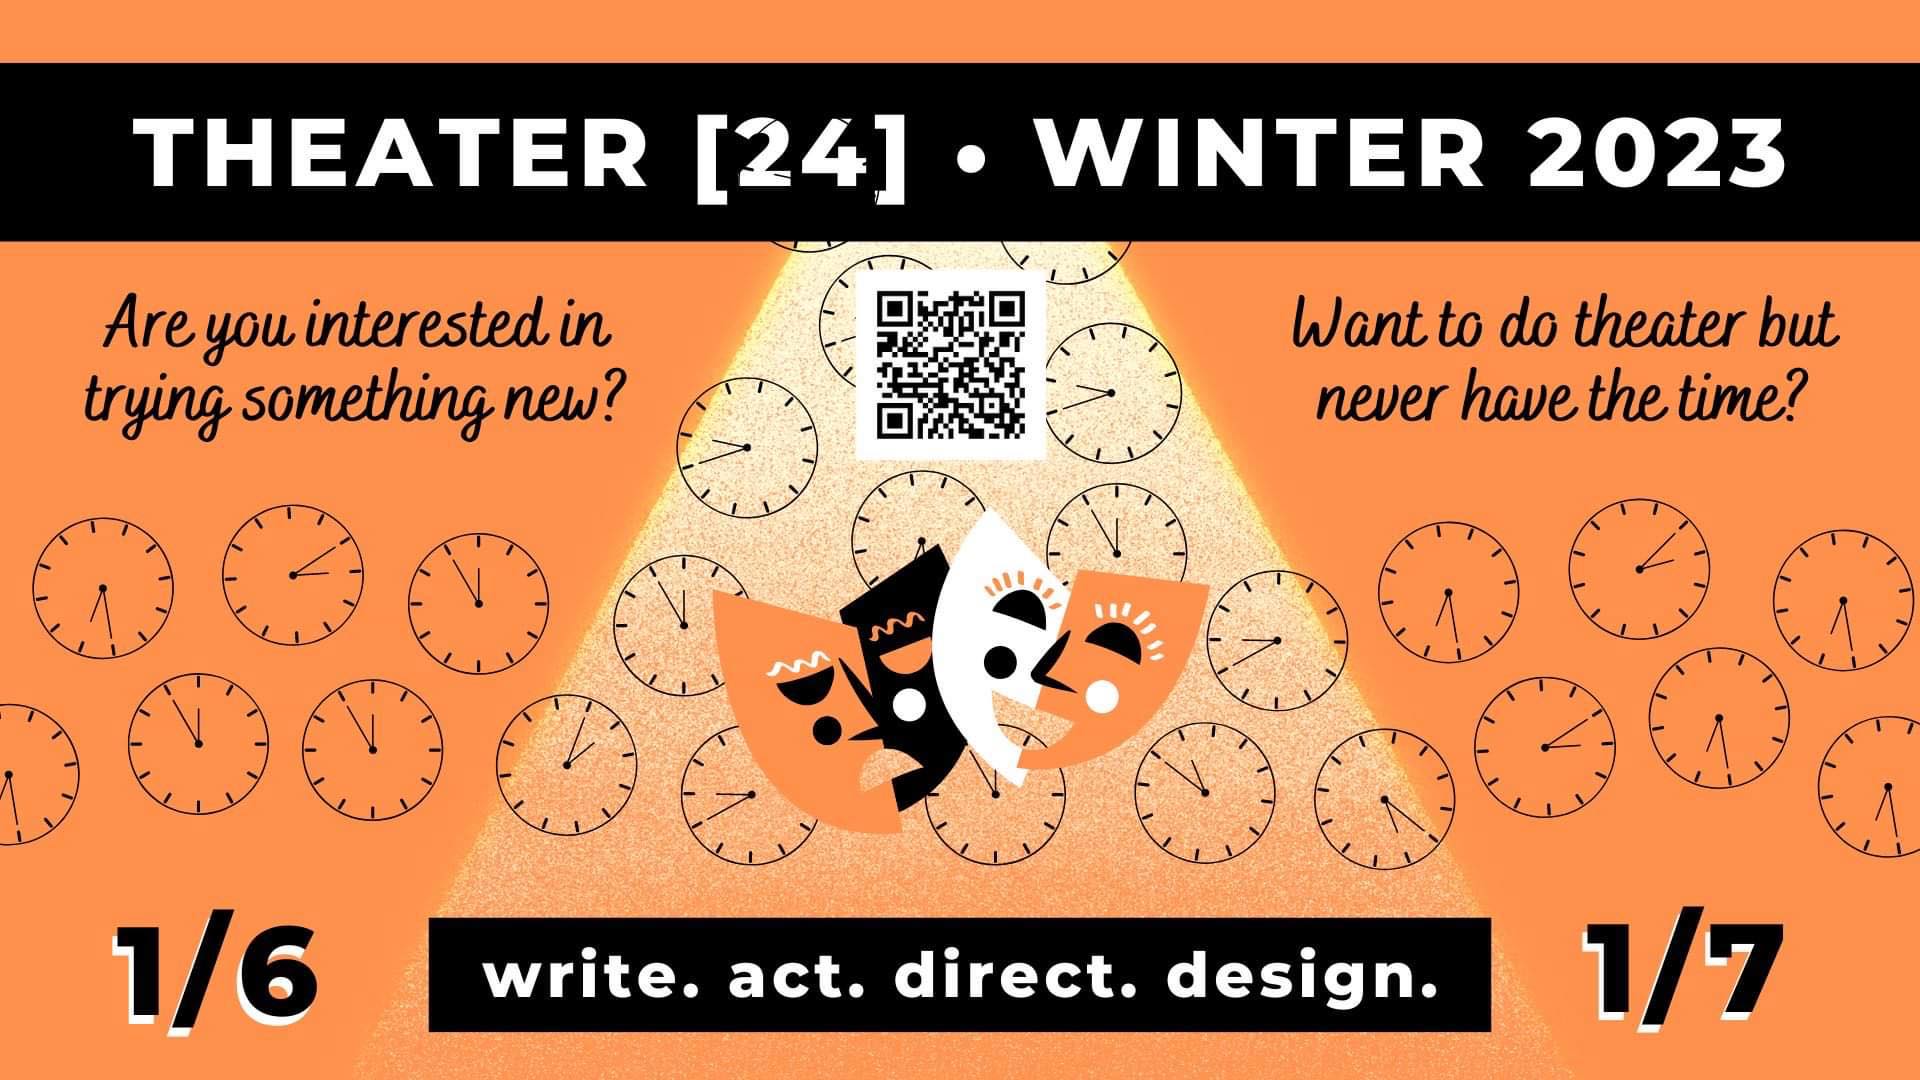 THEATER [24] • WINTER 2023
Are you interested in
trying something new?
Want to do theater but
never have the time?
1/6
write. act. direct. design.
1/7